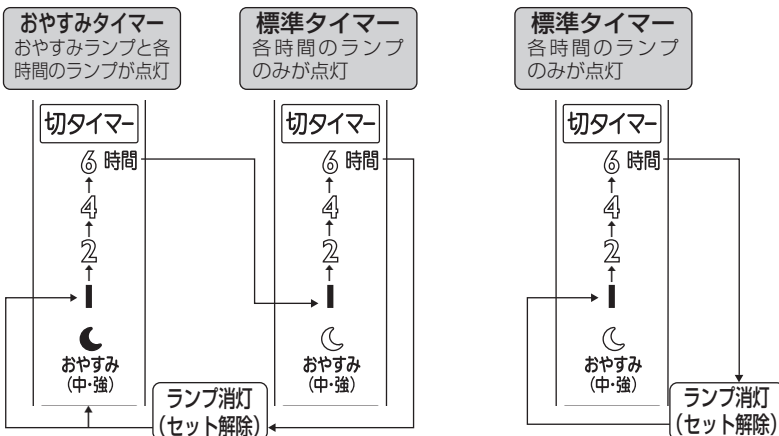 おやすみタイマー
おやすみランプと各
時間のランプが点灯
切タイマー
6 時間
4
2
1
おやすみ
(中・強)
標準タイマー
各時間のランプ
のみが点灯
切タイマー
6 時間
4
2
1
おやすみ
(中・強)
ランプ消灯
(セット解除)
標準タイマー
各時間のランプ
のみが点灯
切タイマー
6 時間
4
2
1
おやすみ
(中・強)
ランプ消灯
(セット解除)